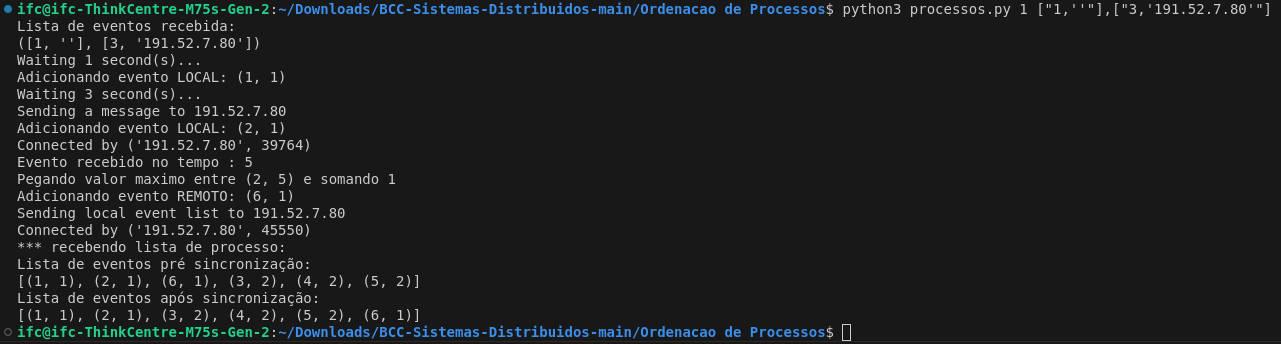 ifc@ifc-ThinkCentre-M75s-Gen-2:~/Downloads/BCC-Sistemas-Distribuidos-main/Ordenacao de Processos$ python3 processos.py 1 ["1,''"],["3,'191.52.7.80'"]
Lista de eventos recebida:
([1, ''], [3, '191.52.7.80'])
Waiting 1 second(s)...
Adicionando evento LOCAL: (1, 1)
Waiting 3 second(s)...
Sending a message to 191.52.7.80
Adicionando evento LOCAL: (2, 1)
Connected by ('191.52.7.80', 39764)
Evento recebido no tempo : 5
Pegando valor maximo entre (2, 5) e somando 1
Adicionando evento REMOTO: (6, 1)
Sending local event list to 191.52.7.80
Connected by ('191.52.7.80', 45550)
*** recebendo lista de processo:
Lista de eventos pré sincronização:
[(1, 1), (2, 1), (6, 1), (3, 2), (4, 2), (5, 2)]
Lista de eventos após sincronização:
[(1, 1), (2, 1), (3, 2), (4, 2), (5, 2), (6, 1)]
ifc@ifc-ThinkCentre-M75s-Gen-2:~/Downloads/BCC-Sistemas-Distribuidos-main/Ordenacao de Processos$